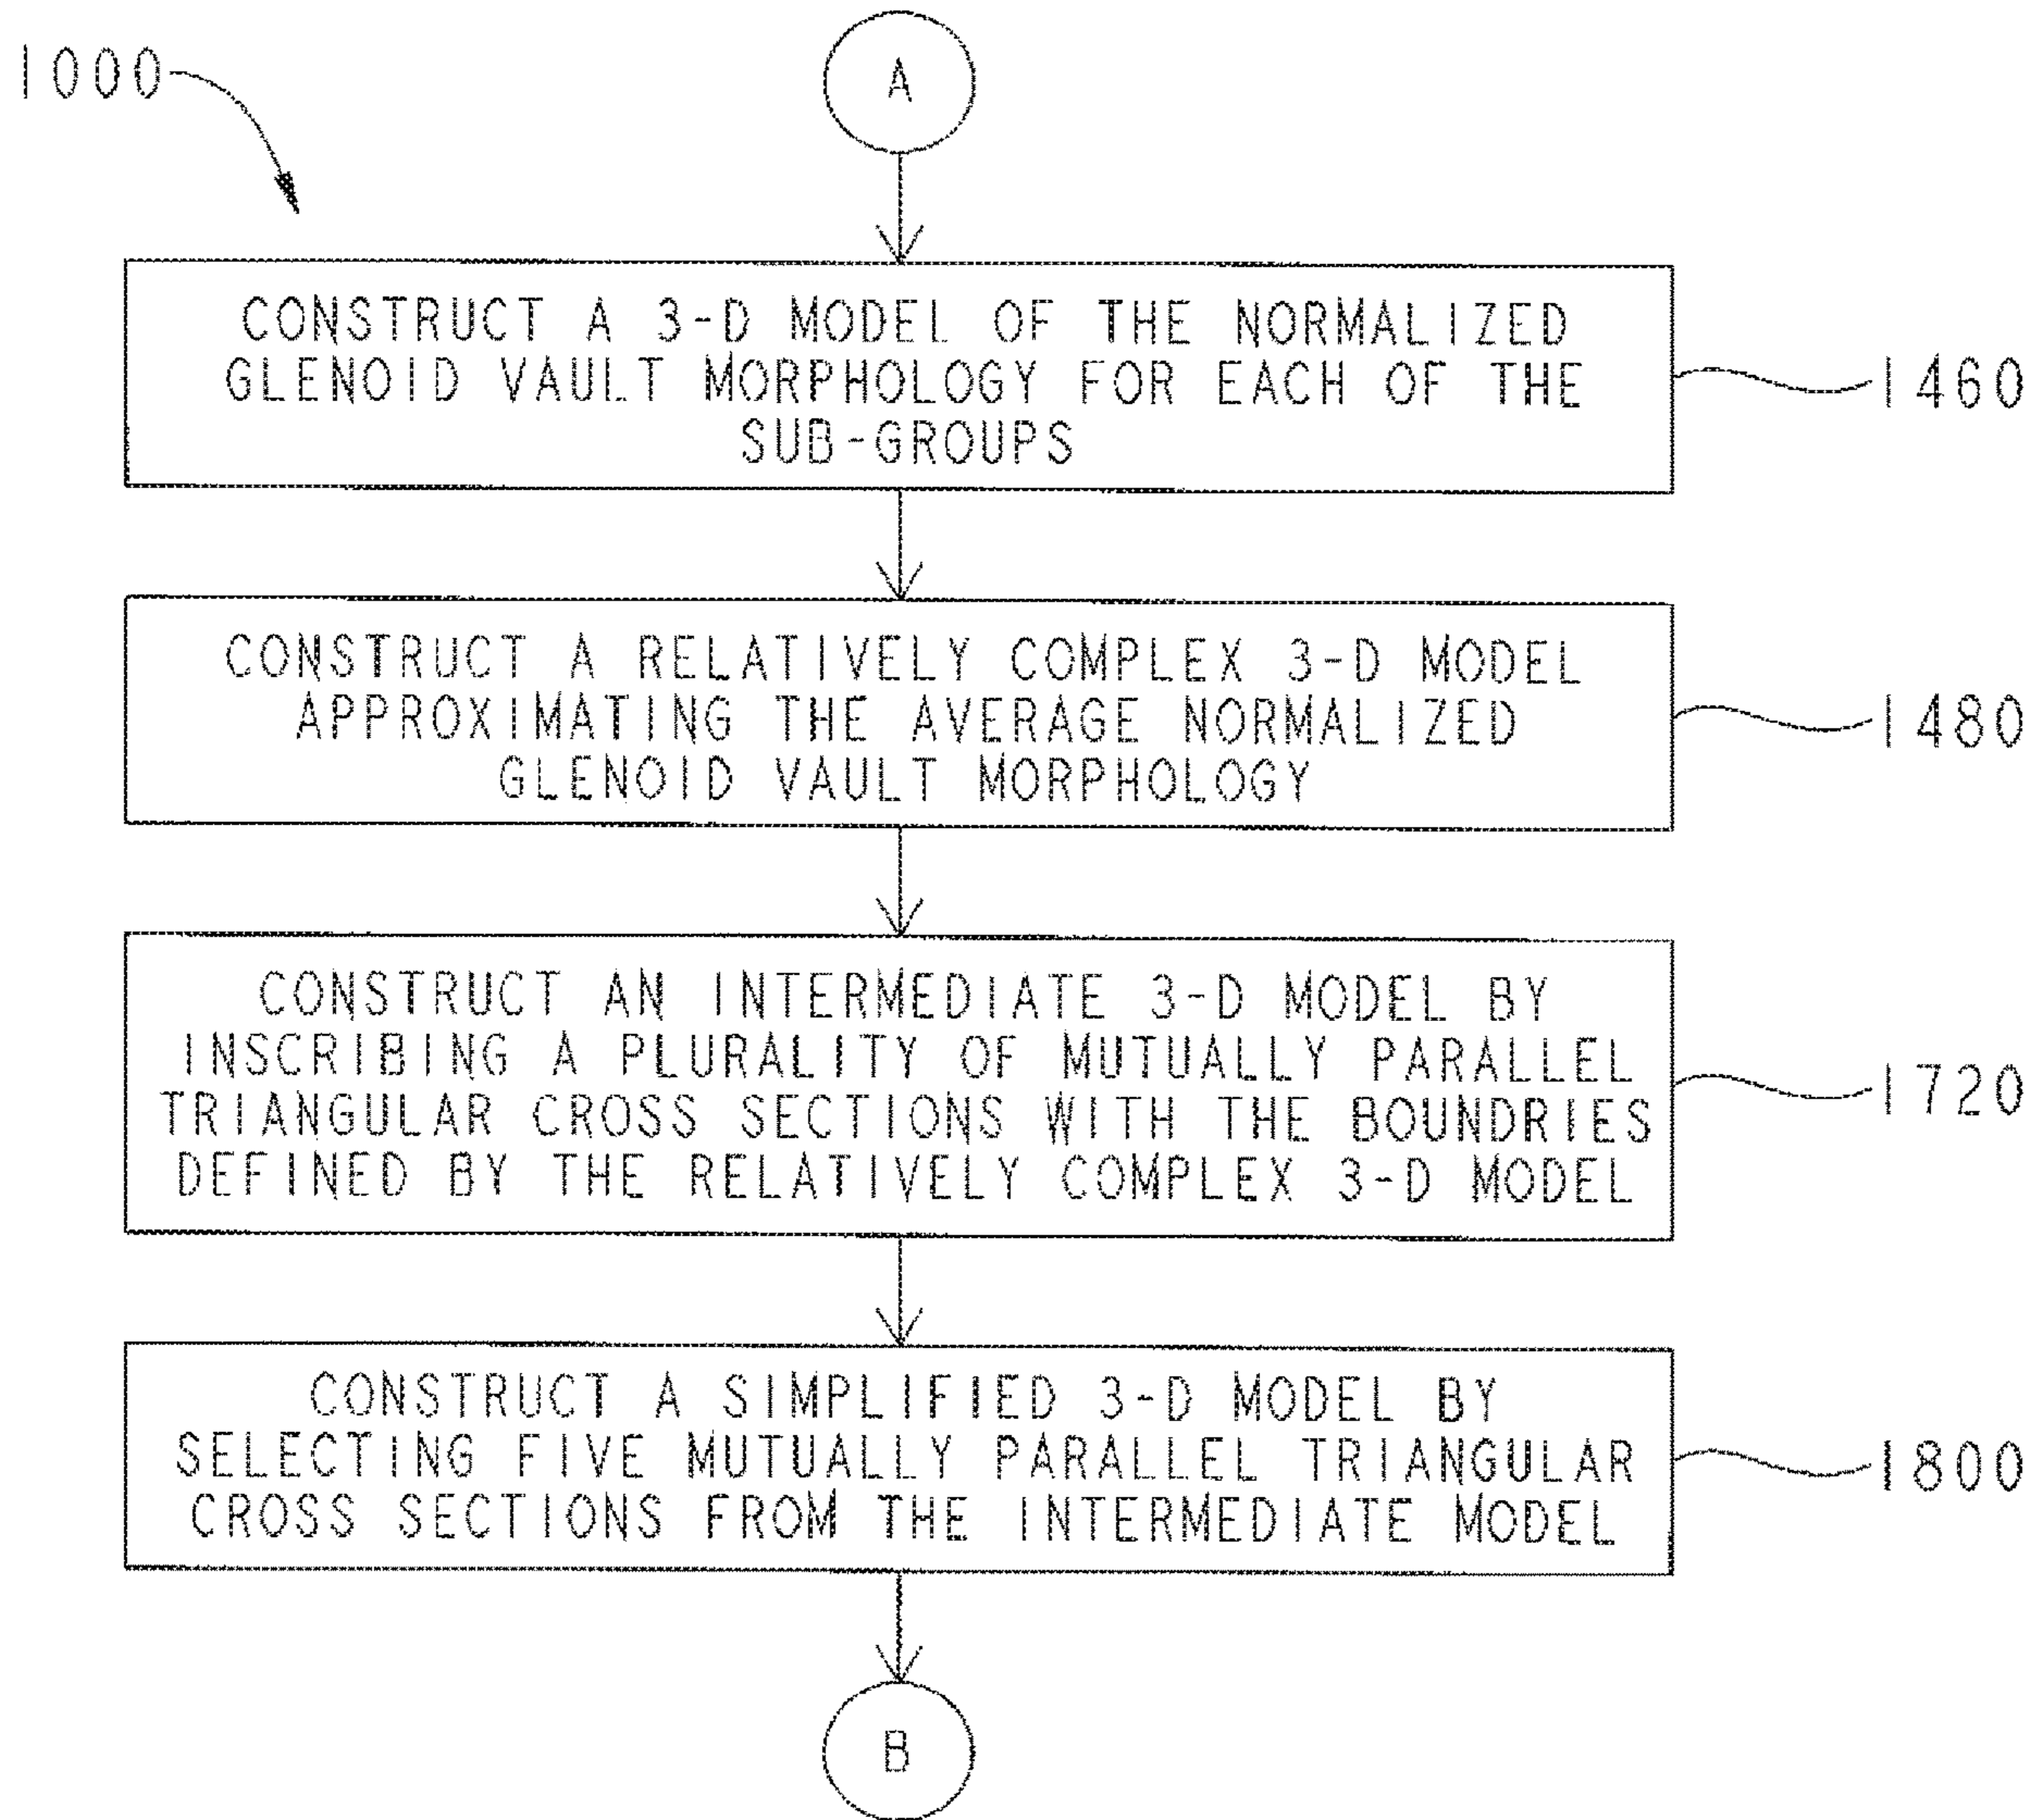 1000
A
CONSTRUCT A 3-D MODEL OF THE NORMALIZED
GLENOID VAULT MORPHOLOGY FOR EACH OF THE
SUB-GROUPS
1460
CONSTRUCT A RELATIVELY COMPLEX 3-D MODEL
APPROXIMATING THE AVERAGE NORMALIZED
GLENOID VAULT MORPHOLOGY
1480
CONSTRUCT AN INTERMEDIATE 3-D MODEL BY
INSCRIBING A PLURALITY OF MUTUALLY PARALLEL
TRIANGULAR CROSS SECTIONS WITH THE BOUNDRIES
DEFINED BY THE RELATIVELY COMPLEX 3-D MODEL
1720
CONSTRUCT A SIMPLIFIED 3-D MODEL BY
SELECTING FIVE MUTUALLY PARALLEL TRIANGULAR
CROSS SECTIONS FROM THE INTERMEDIATE MODEL
1800
B